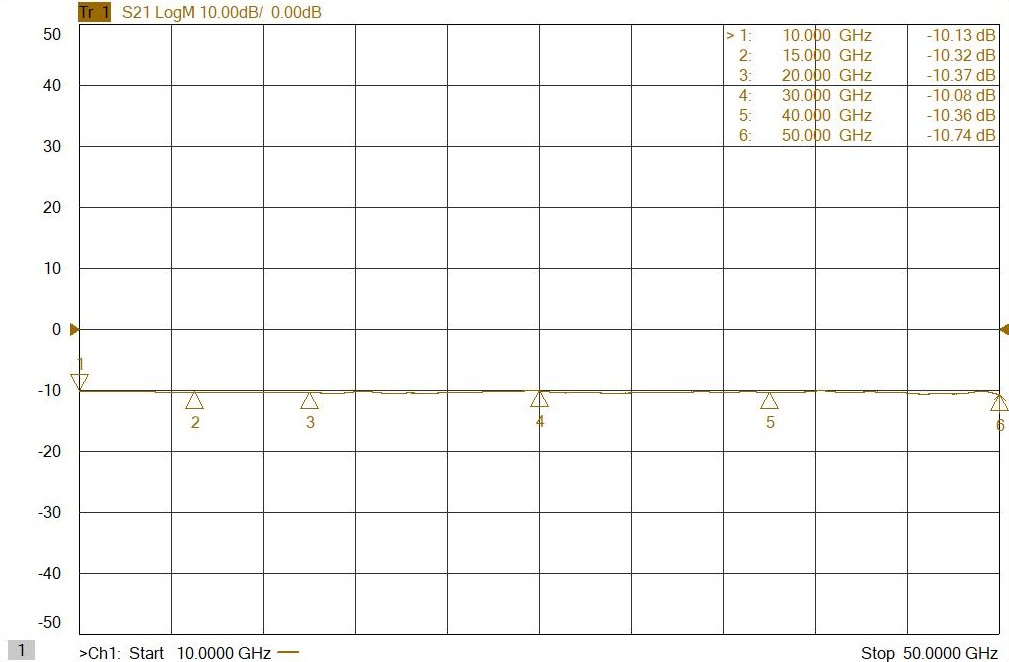 Tr 1 S21 LogM 10.00dB/ 0.00dB
50
40
30
20
10
0
-10
-20
-30
-40
-50
> 1: 10.000 GHz -10.13 dB
2: 15.000 GHz -10.32 dB
3: 20.000 GHz -10.37 dB
4: 30.000 GHz -10.08 dB
5: 40.000 GHz -10.36 dB
6: 50.000 GHz -10.74 dB
1
2 3 4 5 6
1 >Ch1: Start 10.0000 GHz Stop 50.0000 GHz